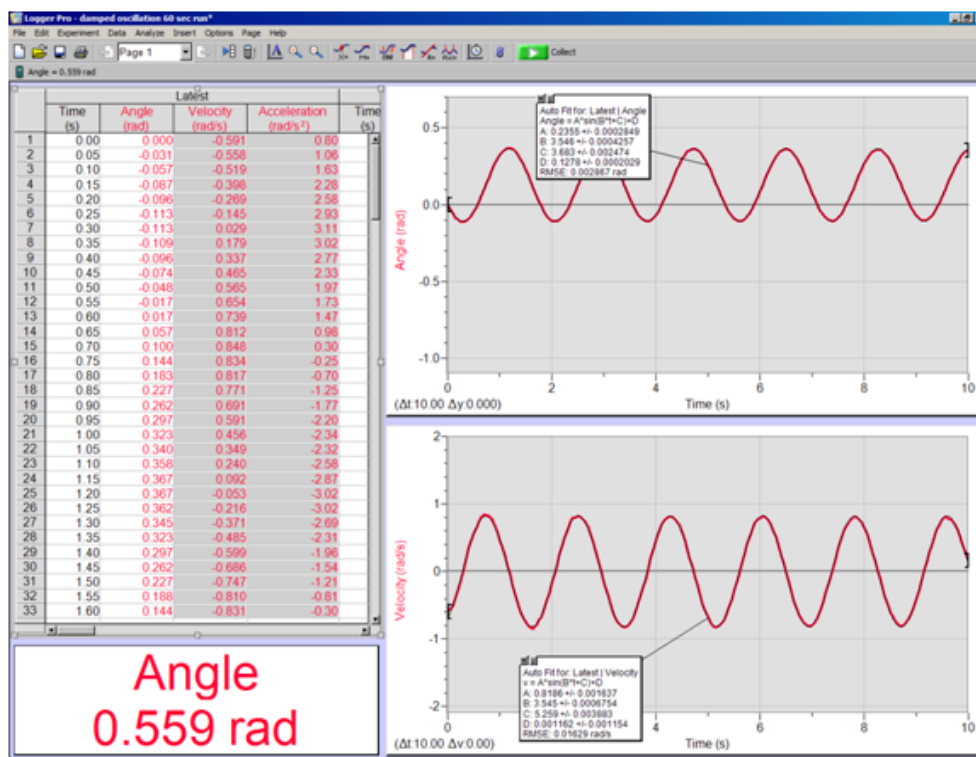 Logger Pro - damped oscillation 60 sec run*
File Edit Experiment Data Analyze Insert Options Page Help
Page 1
Collect
Angle = 0.559 rad
Latest
Time Angle Velocity Acceleration Time
(s) (rad) (rad/s) (rad/s²) (s)
1 0.00 0.000 -0.591 0.80
2 0.05 -0.031 -0.558 1.06
3 0.10 -0.057 -0.519 1.63
4 0.15 -0.087 -0.398 2.28
5 0.20 -0.096 -0.269 2.58
6 0.25 -0.113 -0.145 2.93
7 0.30 -0.113 0.029 3.11
8 0.35 -0.109 0.179 3.02
9 0.40 -0.096 0.337 2.77
10 0.45 -0.074 0.465 2.33
11 0.50 -0.048 0.565 1.97
12 0.55 -0.017 0.654 1.73
13 0.60 0.017 0.739 1.47
14 0.65 0.057 0.812 0.98
15 0.70 0.100 0.848 0.30
16 0.75 0.144 0.834 -0.25
17 0.80 0.183 0.817 -0.70
18 0.85 0.227 0.771 -1.25
19 0.90 0.262 0.691 -1.77
20 0.95 0.297 0.591 -2.20
21 1.00 0.323 0.456 -2.34
22 1.05 0.340 0.349 -2.32
23 1.10 0.358 0.240 -2.58
24 1.15 0.367 0.092 -2.87
25 1.20 0.367 -0.053 -3.02
26 1.25 0.362 -0.216 -3.02
27 1.30 0.345 -0.371 -2.69
28 1.35 0.323 -0.485 -2.31
29 1.40 0.297 -0.599 -1.96
30 1.45 0.262 -0.686 -1.54
31 1.50 0.227 -0.747 -1.21
32 1.55 0.188 -0.810 -0.81
33 1.60 0.144 -0.831 -0.30
Angle
0.559 rad
Auto Fit for: Latest | Angle
Angle = A*sin(B*t+C)+D
A: 0.2355 +/- 0.0002849
B: 3.546 +/- 0.0004257
C: 3.683 +/- 0.002474
D: 0.1278 +/- 0.0002029
RMSE: 0.002867 rad
Angle (rad)
0.5
0.0
-0.5
-1.0
0 2 4 6 8 10
(Δt:10.00 Δy:0.000)
Time (s)
Velocity (rad/s)
2
1
0
-1
-2
Auto Fit for: Latest | Velocity
v = A*sin(B*t+C)+D
A: 0.8186 +/- 0.001637
B: 3.545 +/- 0.0006754
C: 5.259 +/- 0.003883
D: 0.001162 +/- 0.001154
RMSE: 0.01629 rad/s
0 2 4 6 8 10
(Δt:10.00 Δy:0.00)
Time (s)